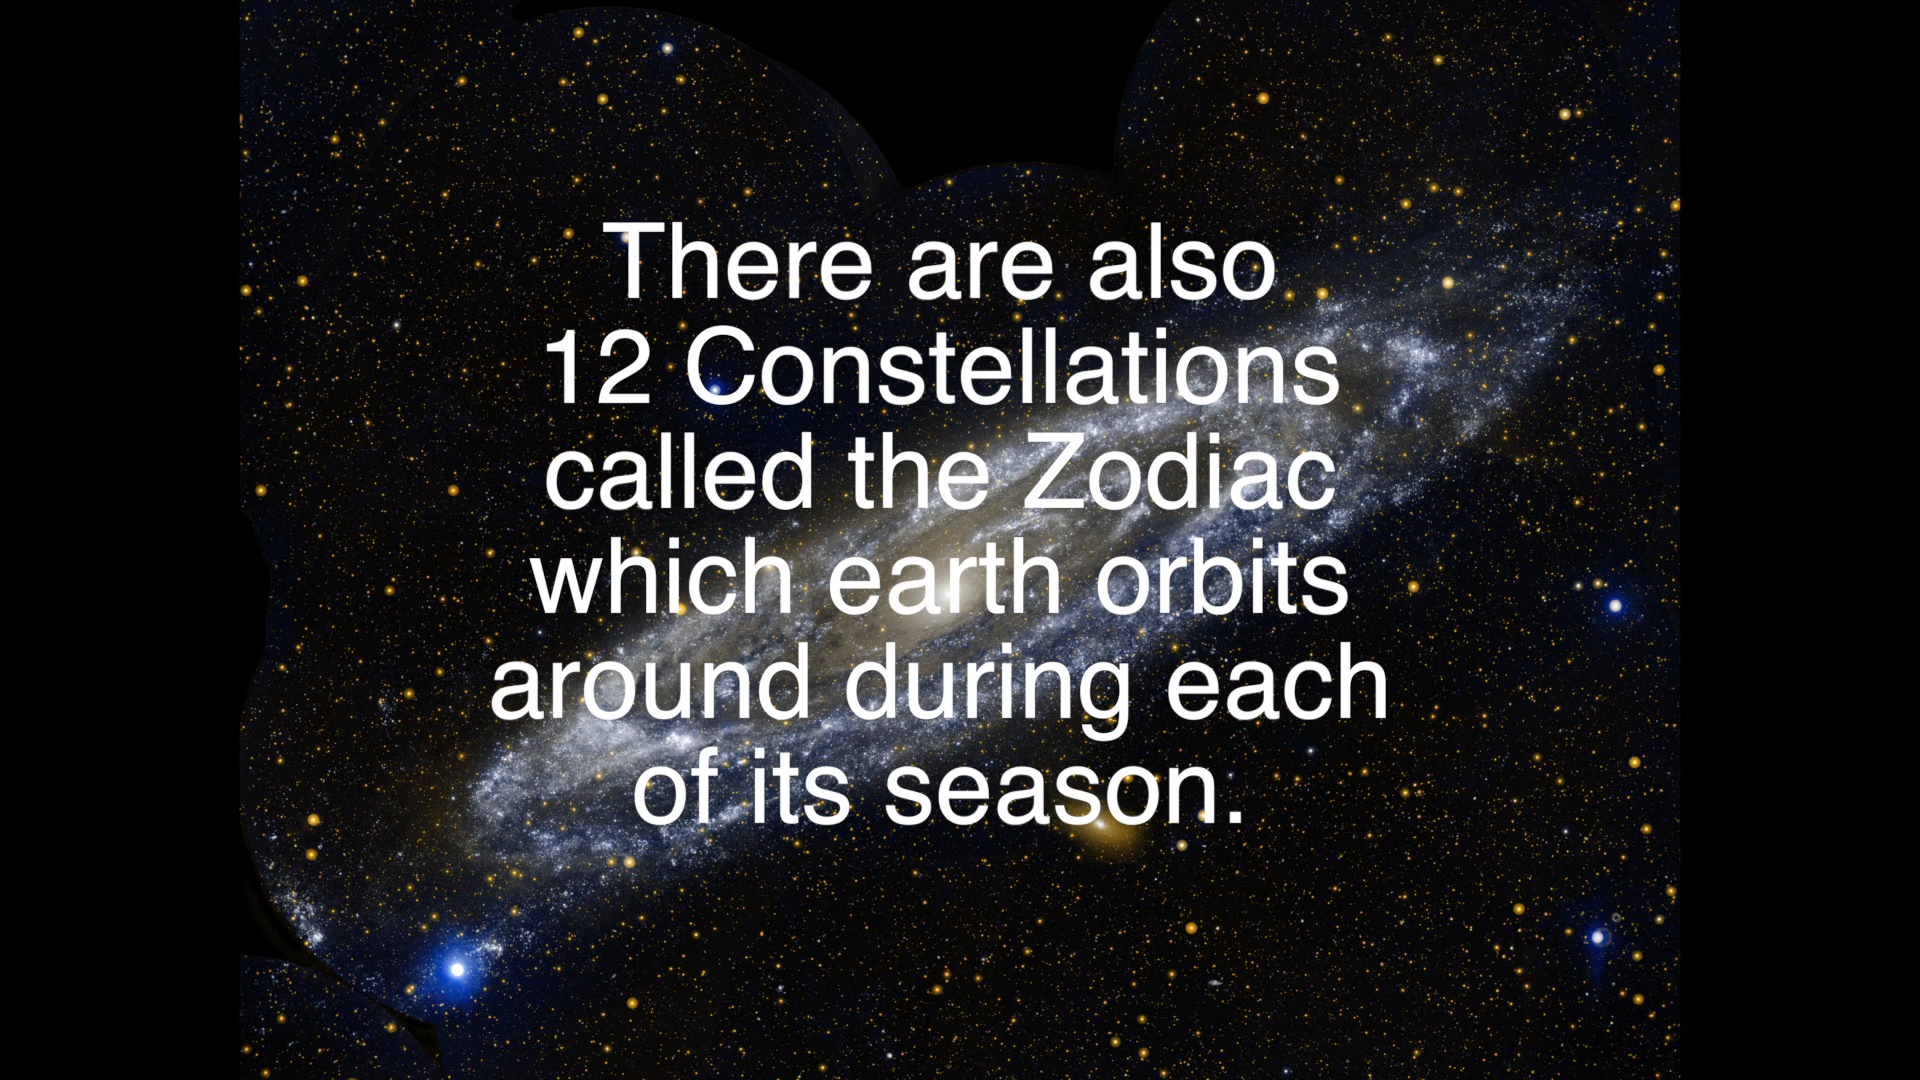 There are also
12 Constellations
called the Zodiac
which earth orbits
around during each
of its season.